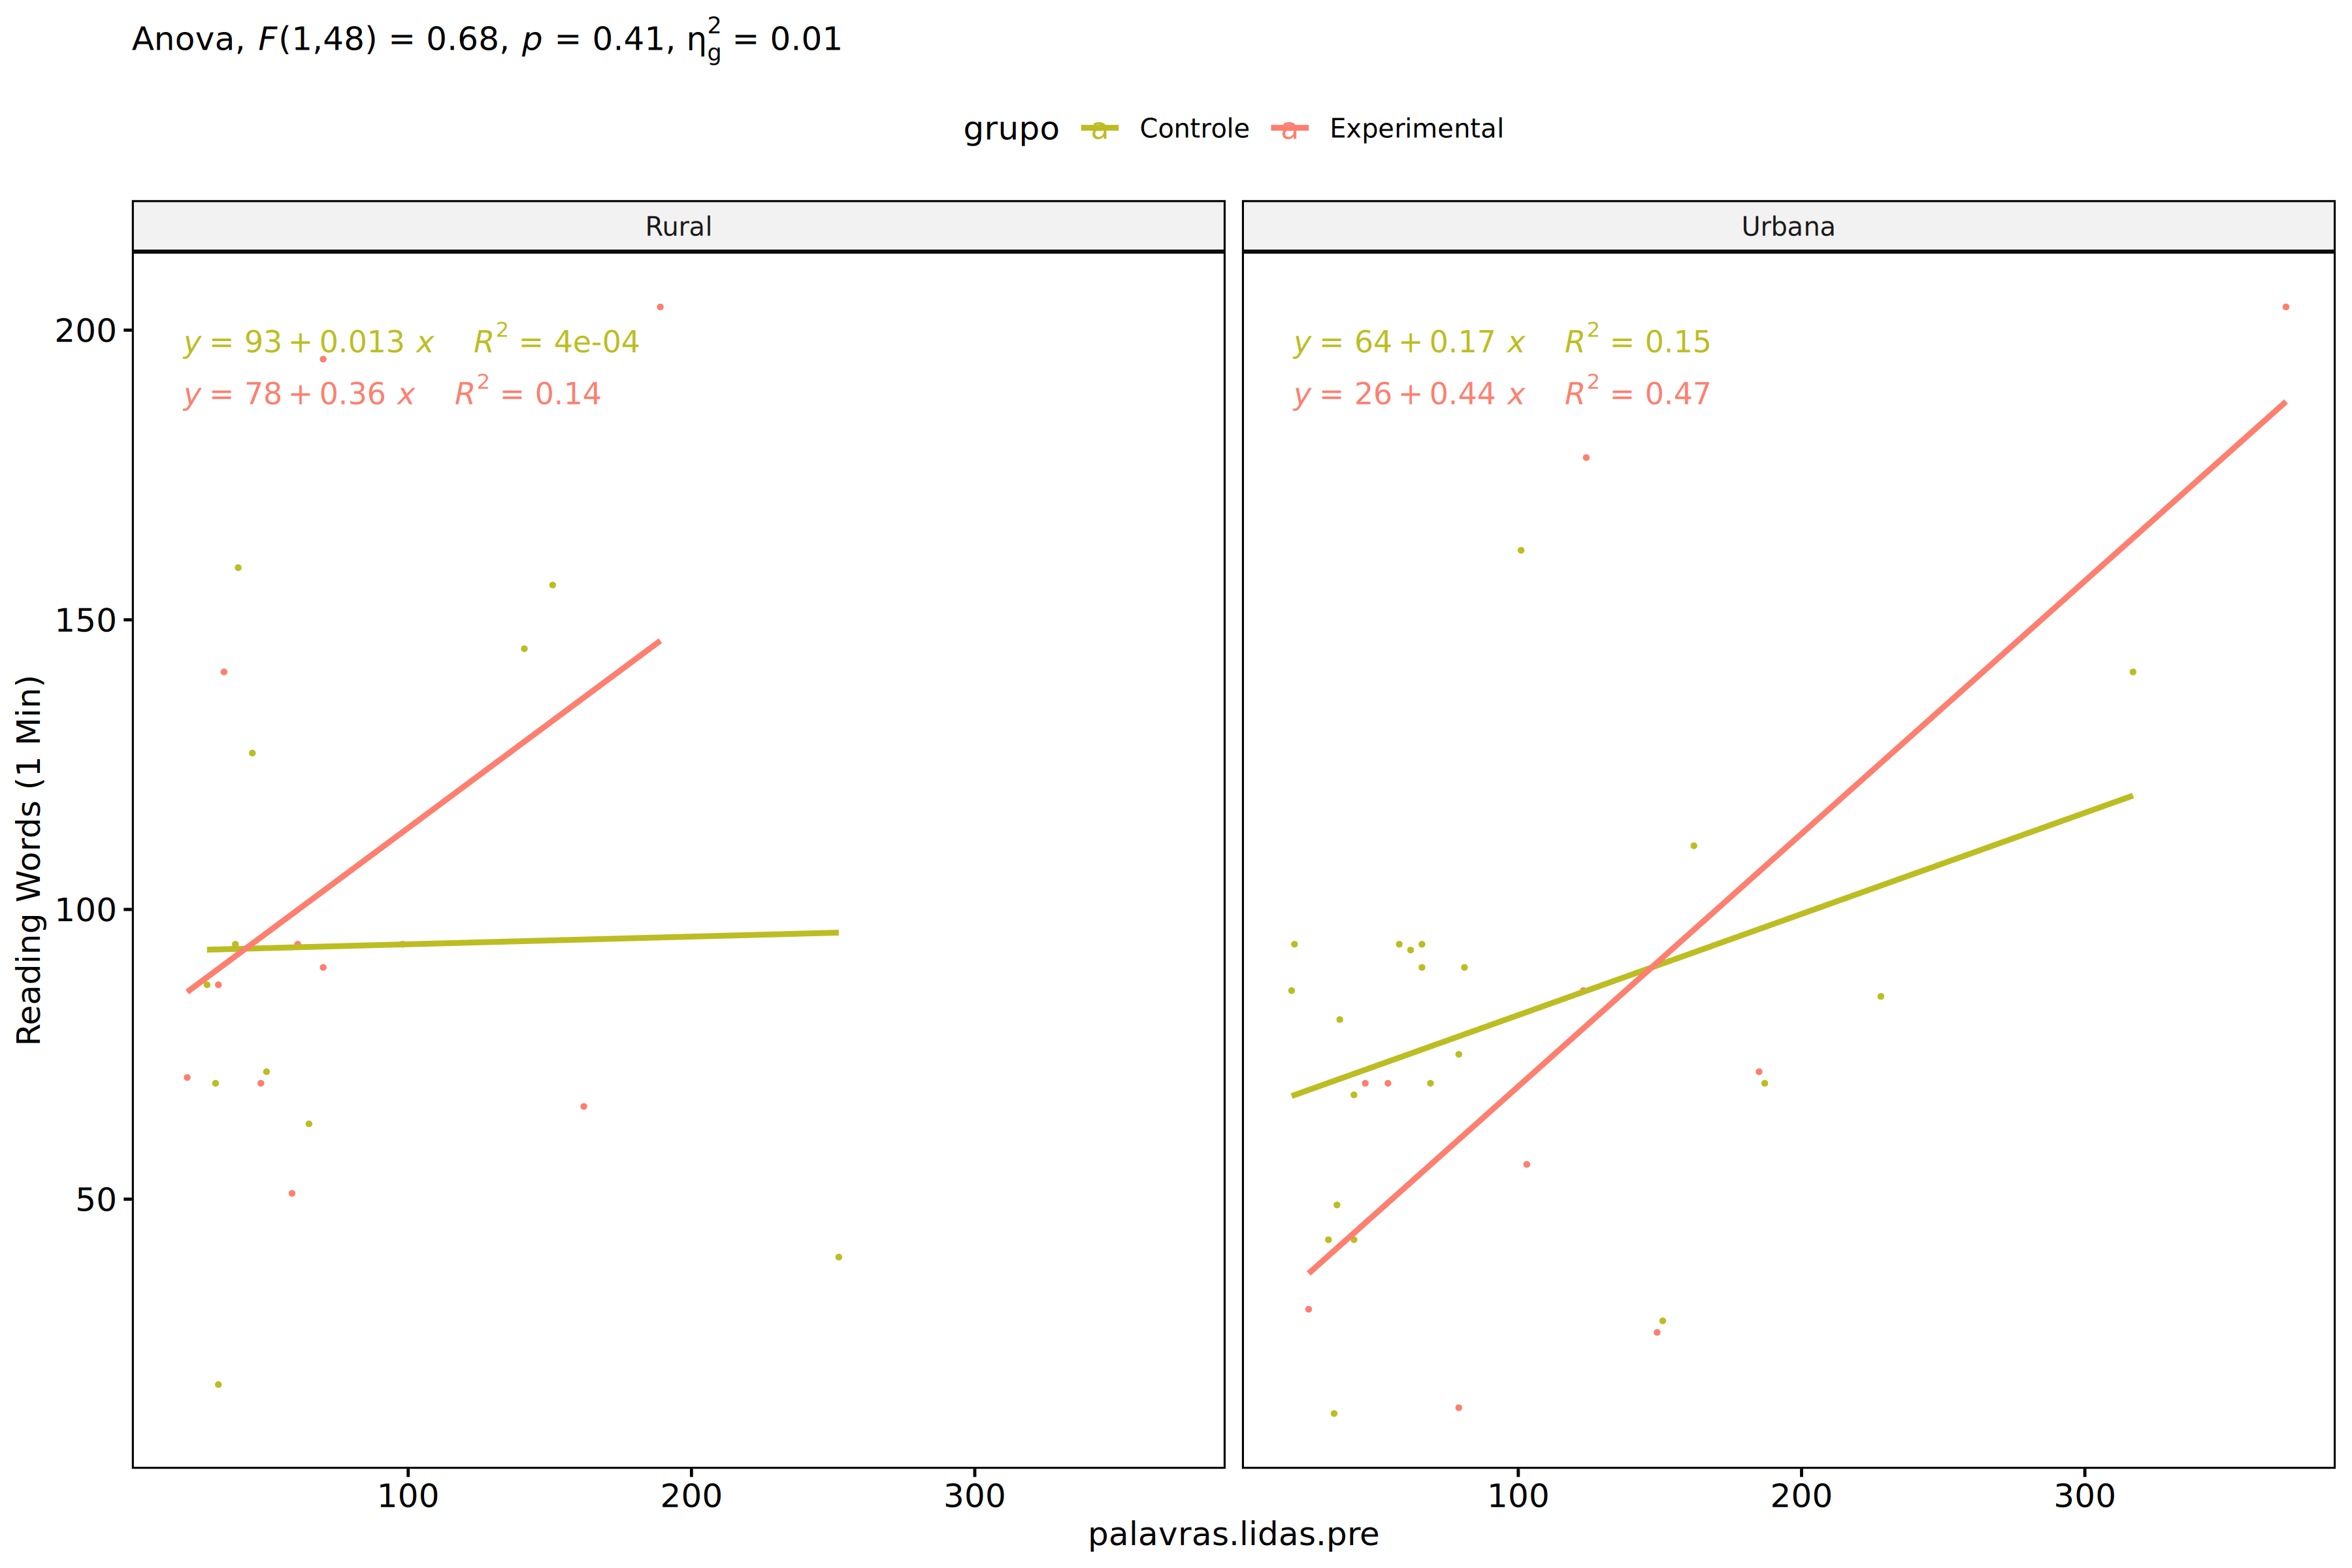 Anova, F(1,48) = 0.68, p = 0.41, η²g = 0.01
grupo a Controle a Experimental
Rural
Urbana
y = 93 + 0.013 x R² = 4e-04
y = 78 + 0.36 x R² = 0.14
y = 64 + 0.17 x R² = 0.15
y = 26 + 0.44 x R² = 0.47
Reading Words (1 Min)
200
150
100
50
100 200 300
100 200 300
palavras.lidas.pre